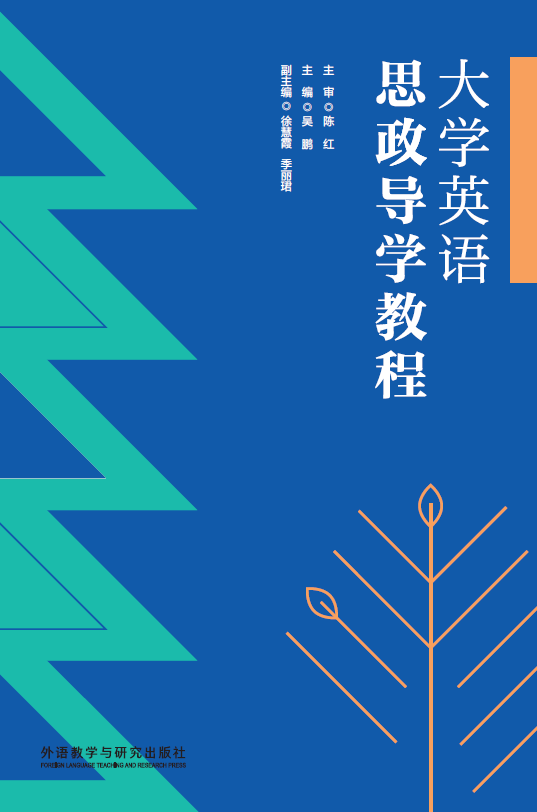 大学英语
思政导学教程
主 审◎陈 红
主 编◎吴 鹏
副主编◎徐慧霞 季丽珺
外语教学与研究出版社
FOREIGN LANGUAGE TEACHING AND RESEARCH PRESS